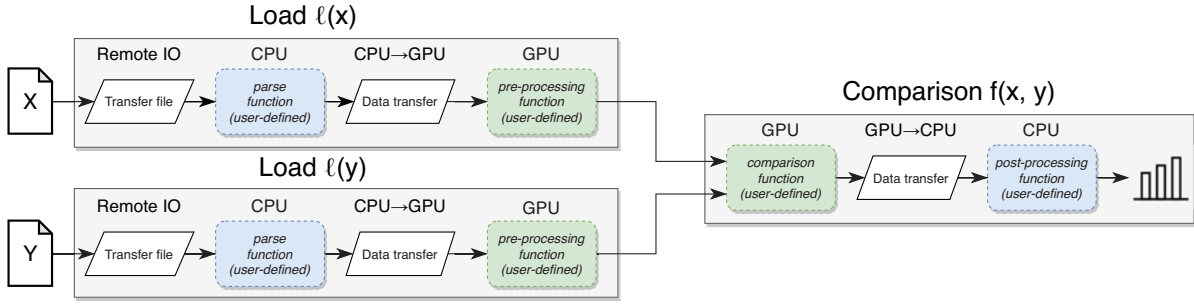 Load ℓ(x)
Remote IO
CPU
CPU→GPU
GPU
X
Transfer file
parse
function
(user-defined)
Data transfer
pre-processing
function
(user-defined)
Load ℓ(y)
Remote IO
CPU
CPU→GPU
GPU
Y
Transfer file
parse
function
(user-defined)
Data transfer
pre-processing
function
(user-defined)
Comparison f(x, y)
GPU
GPU→CPU
CPU
comparison
function
(user-defined)
Data transfer
post-processing
function
(user-defined)